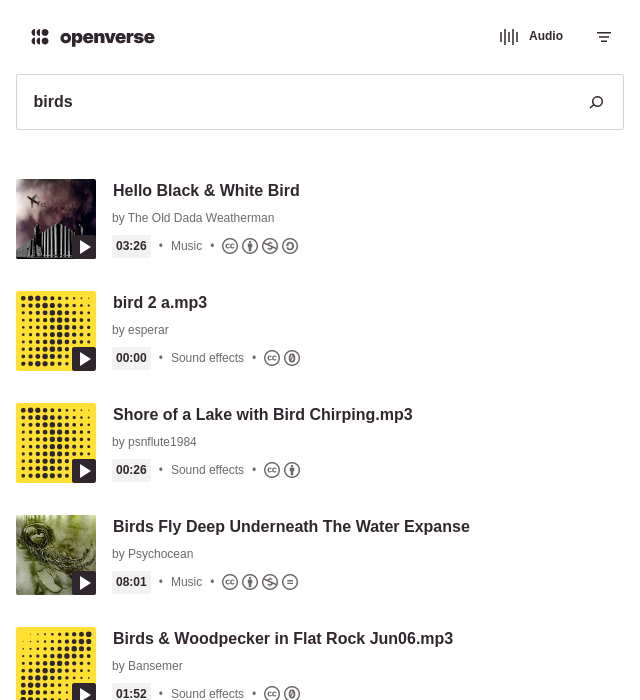 openverse
Audio
birds
Hello Black & White Bird
by The Old Dada Weatherman
03:26 • Music •
bird 2 a.mp3
by esperar
00:00 • Sound effects •
Shore of a Lake with Bird Chirping.mp3
by psnflute1984
00:26 • Sound effects •
Birds Fly Deep Underneath The Water Expanse
by Psychocean
08:01 • Music •
Birds & Woodpecker in Flat Rock Jun06.mp3
by Bansemer
01:52 • Sound effects •